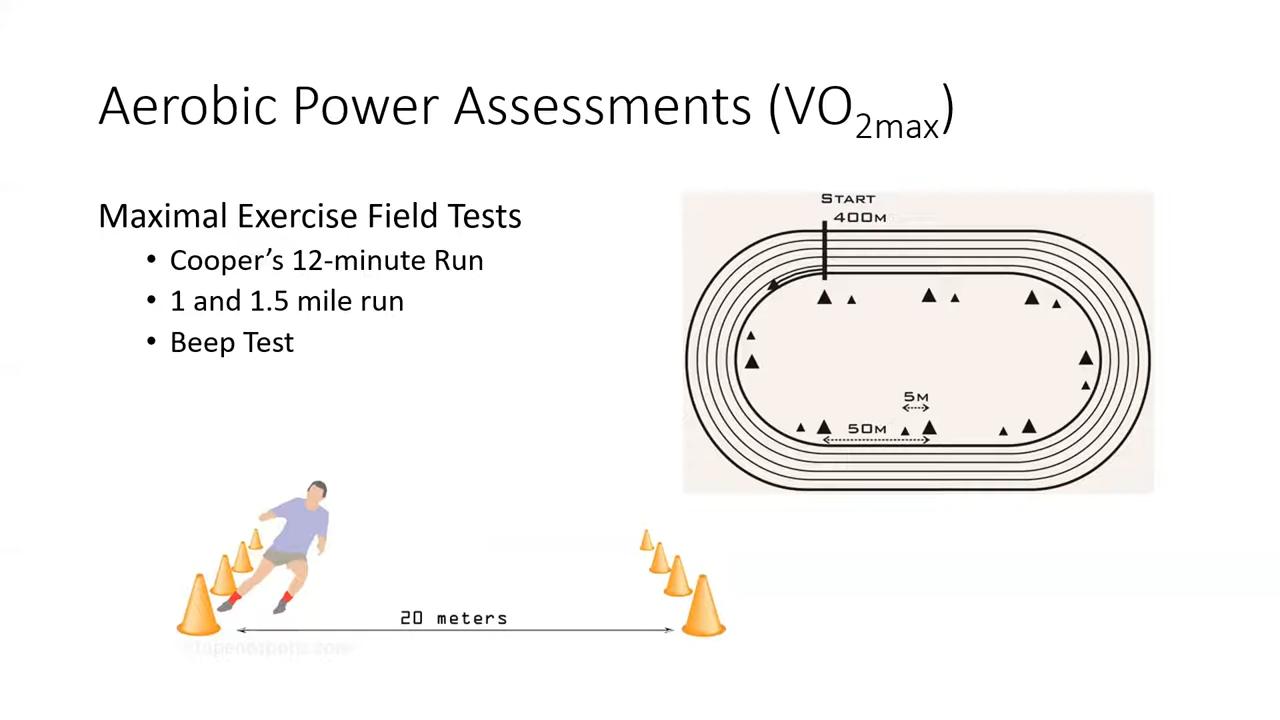 Aerobic Power Assessments (VO2max)
Maximal Exercise Field Tests
• Cooper’s 12-minute Run
• 1 and 1.5 mile run
• Beep Test
START
400M
5M
50M
20 meters